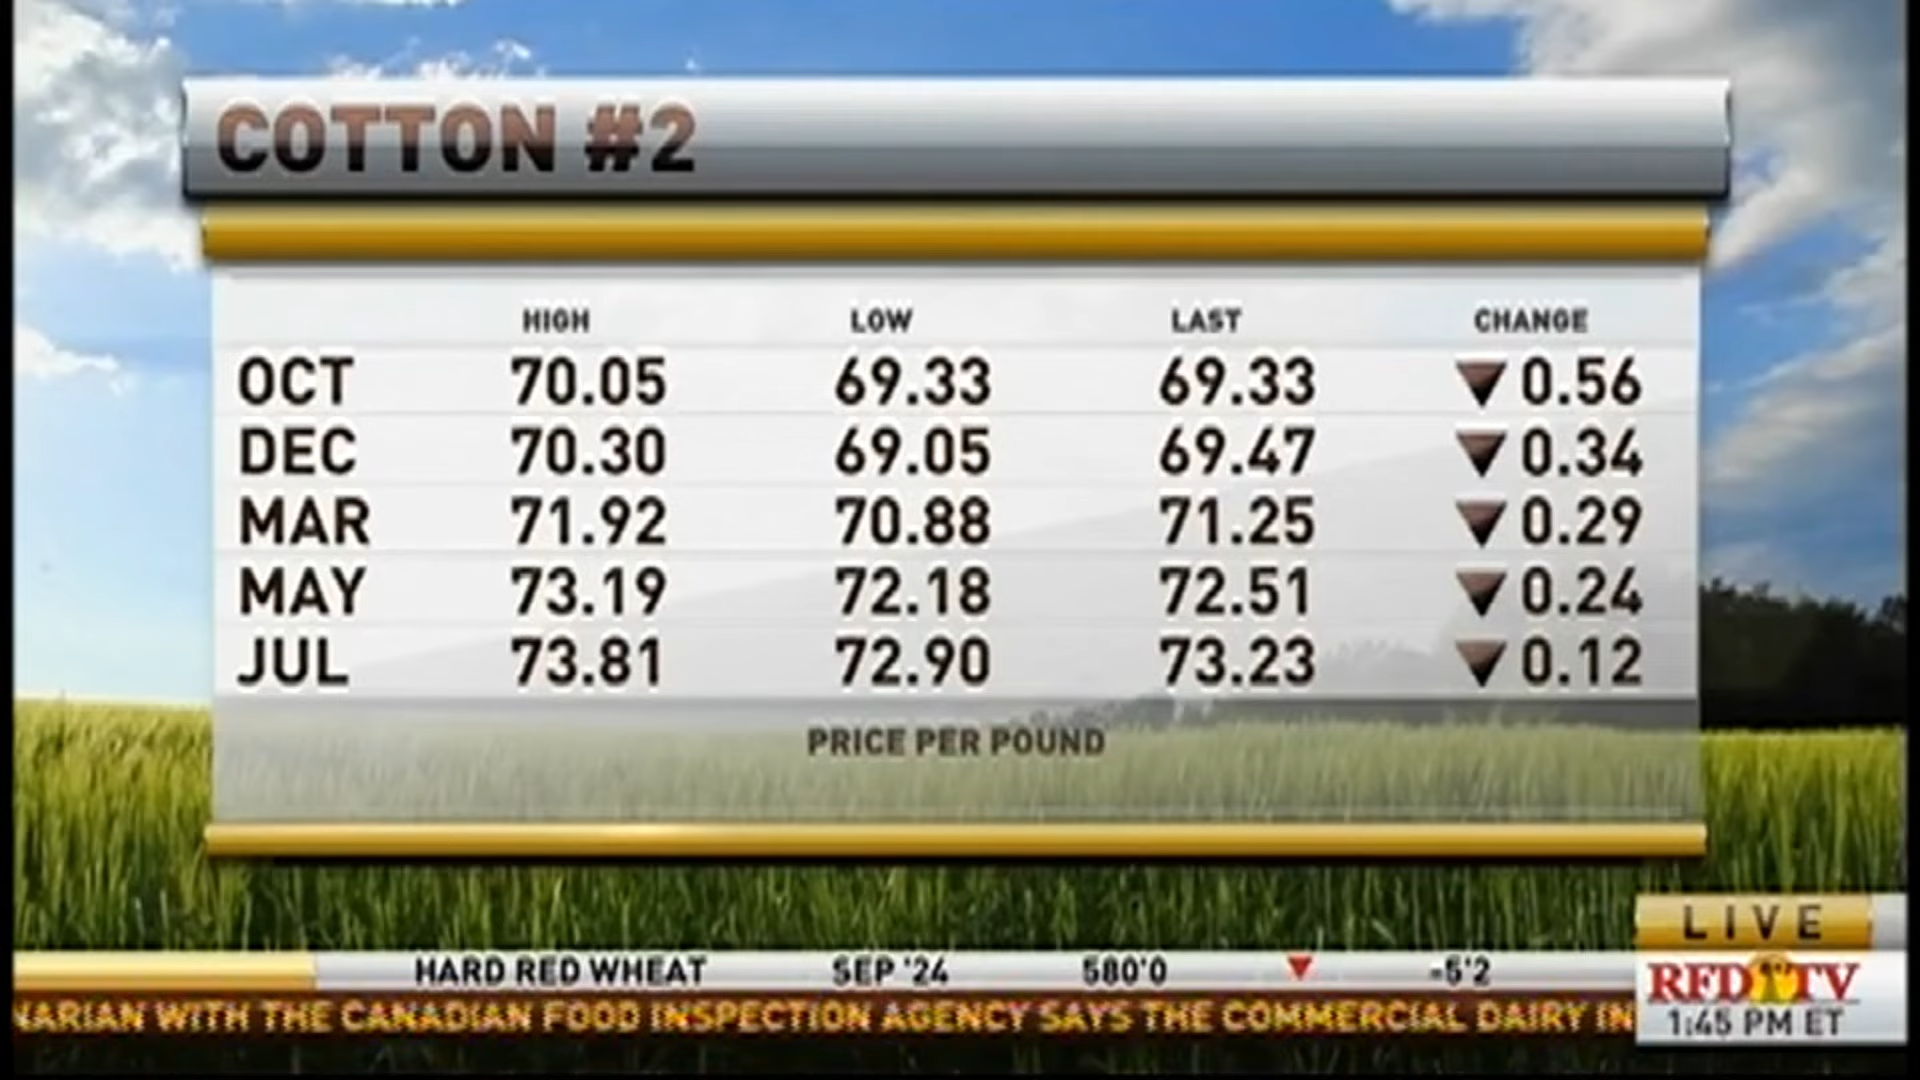 COTTON #2
HIGH LOW LAST CHANGE
OCT 70.05 69.33 69.33 ▼ 0.56
DEC 70.30 69.05 69.47 ▼ 0.34
MAR 71.92 70.88 71.25 ▼ 0.29
MAY 73.19 72.18 72.51 ▼ 0.24
JUL 73.81 72.90 73.23 ▼ 0.12
PRICE PER POUND
LIVE
HARD RED WHEAT SEP '24 580'0 ▼ -5'2
RFD TV
NARIAN WITH THE CANADIAN FOOD INSPECTION AGENCY SAYS THE COMMERCIAL DAIRY IN
1:45 PM ET